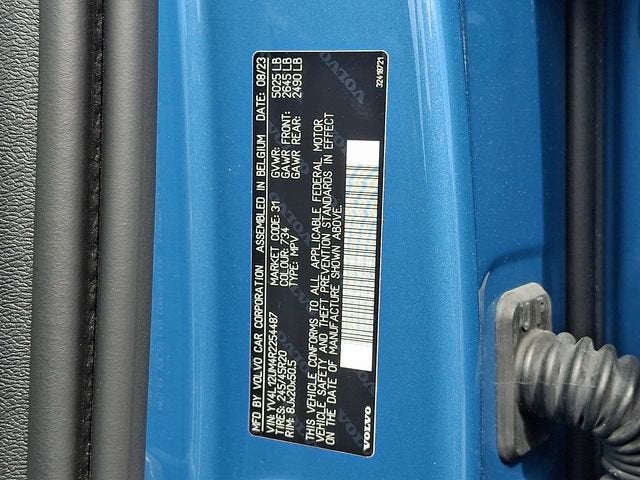 MFD BY VOLVO CAR CORPORATION ASSEMBLED IN BELGIUM DATE: 08/23
VIN: YV4L12UM4R2254487
TIRES: 245/45R20
RIM: 8.Jx20x50.5
MARKET CODE: 31
COLOUR: 734
TYPE: MPV
GVWR: 5025 LB
GAWR FRONT: 2645 LB
GAWR REAR: 2490 LB
THIS VEHICLE CONFORMS TO ALL APPLICABLE FEDERAL MOTOR
VEHICLE SAFETY AND THEFT PREVENTION STANDARDS IN EFFECT
ON THE DATE OF MANUFACTURE SHOWN ABOVE.
VOLVO
32418721